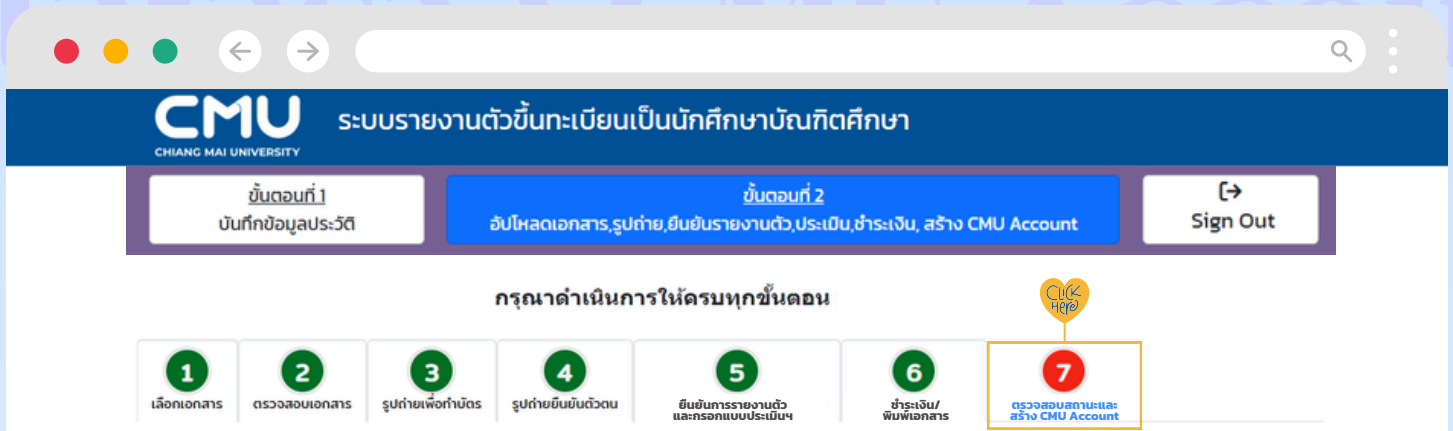 CMU
CHIANG MAI UNIVERSITY
ระบบรายงานตัวขึ้นทะเบียนเป็นนักศึกษาบัณฑิตศึกษา
ขั้นตอนที่ 1
บันทึกข้อมูลประวัติ
ขั้นตอนที่ 2
อัปโหลดเอกสาร,รูปถ่าย,ยืนยันรายงานตัว,ประเมิน,ชำระเงิน, สร้าง CMU Account
Sign Out
กรุณาดำเนินการให้ครบทุกขั้นตอน
CLICK
HERE
1
เลือกเอกสาร
2
ตรวจสอบเอกสาร
3
รูปถ่ายเพื่อทำบัตร
4
รูปถ่ายยืนยันตัวตน
5
ยืนยันการรายงานตัว
และกรอกแบบประเมินฯ
6
ชำระเงิน/
พิมพ์เอกสาร
7
ตรวจสอบสถานะและ
สร้าง CMU Account